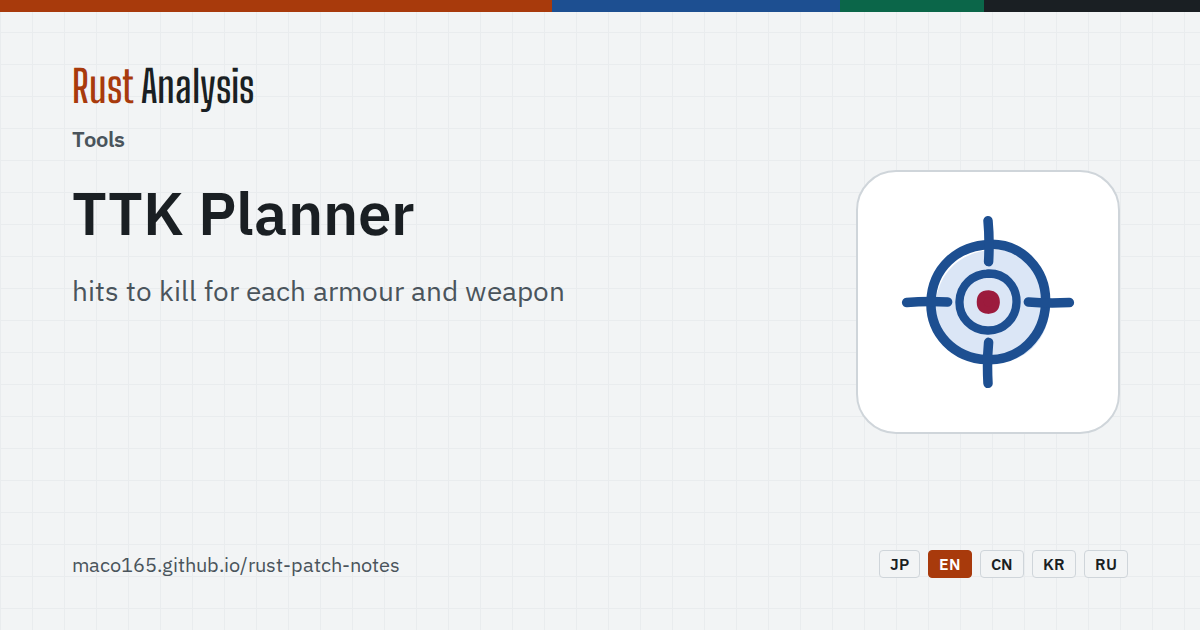 Rust Analysis
Tools
TTK Planner
hits to kill for each armour and weapon
maco165.github.io/rust-patch-notes
JP EN CN KR RU